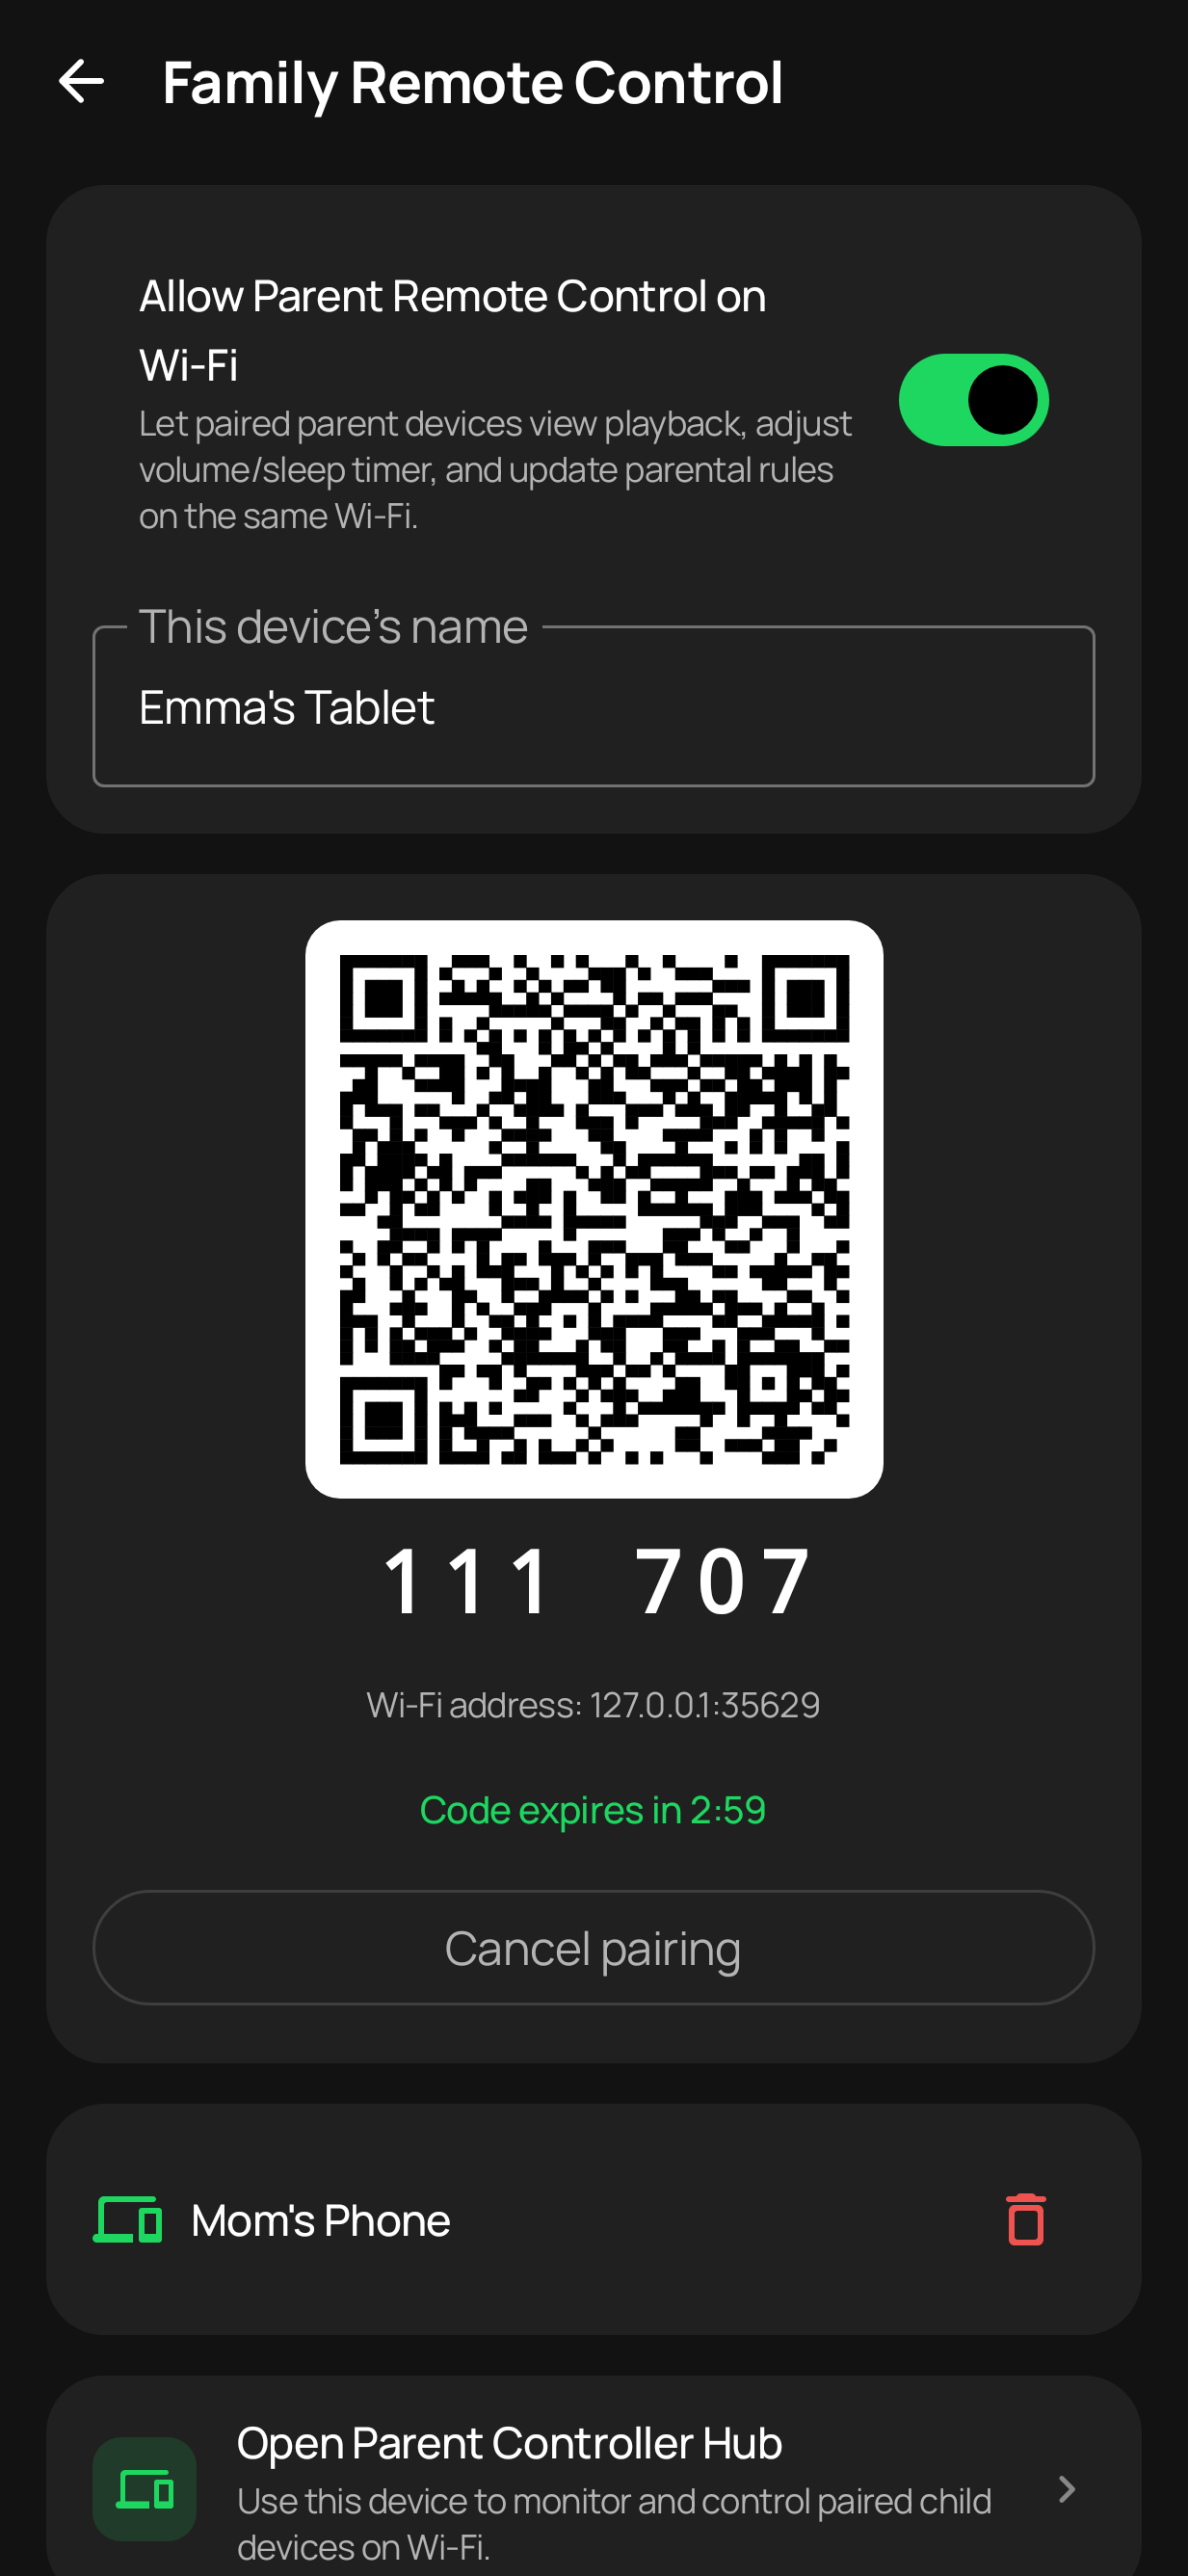 Family Remote Control
Allow Parent Remote Control on
Wi-Fi
Let paired parent devices view playback, adjust
volume/sleep timer, and update parental rules
on the same Wi-Fi.
This device’s name
Emma's Tablet
111 707
Wi-Fi address: 127.0.0.1:35629
Code expires in 2:59
Cancel pairing
Mom's Phone
Open Parent Controller Hub
Use this device to monitor and control paired child
devices on Wi-Fi.